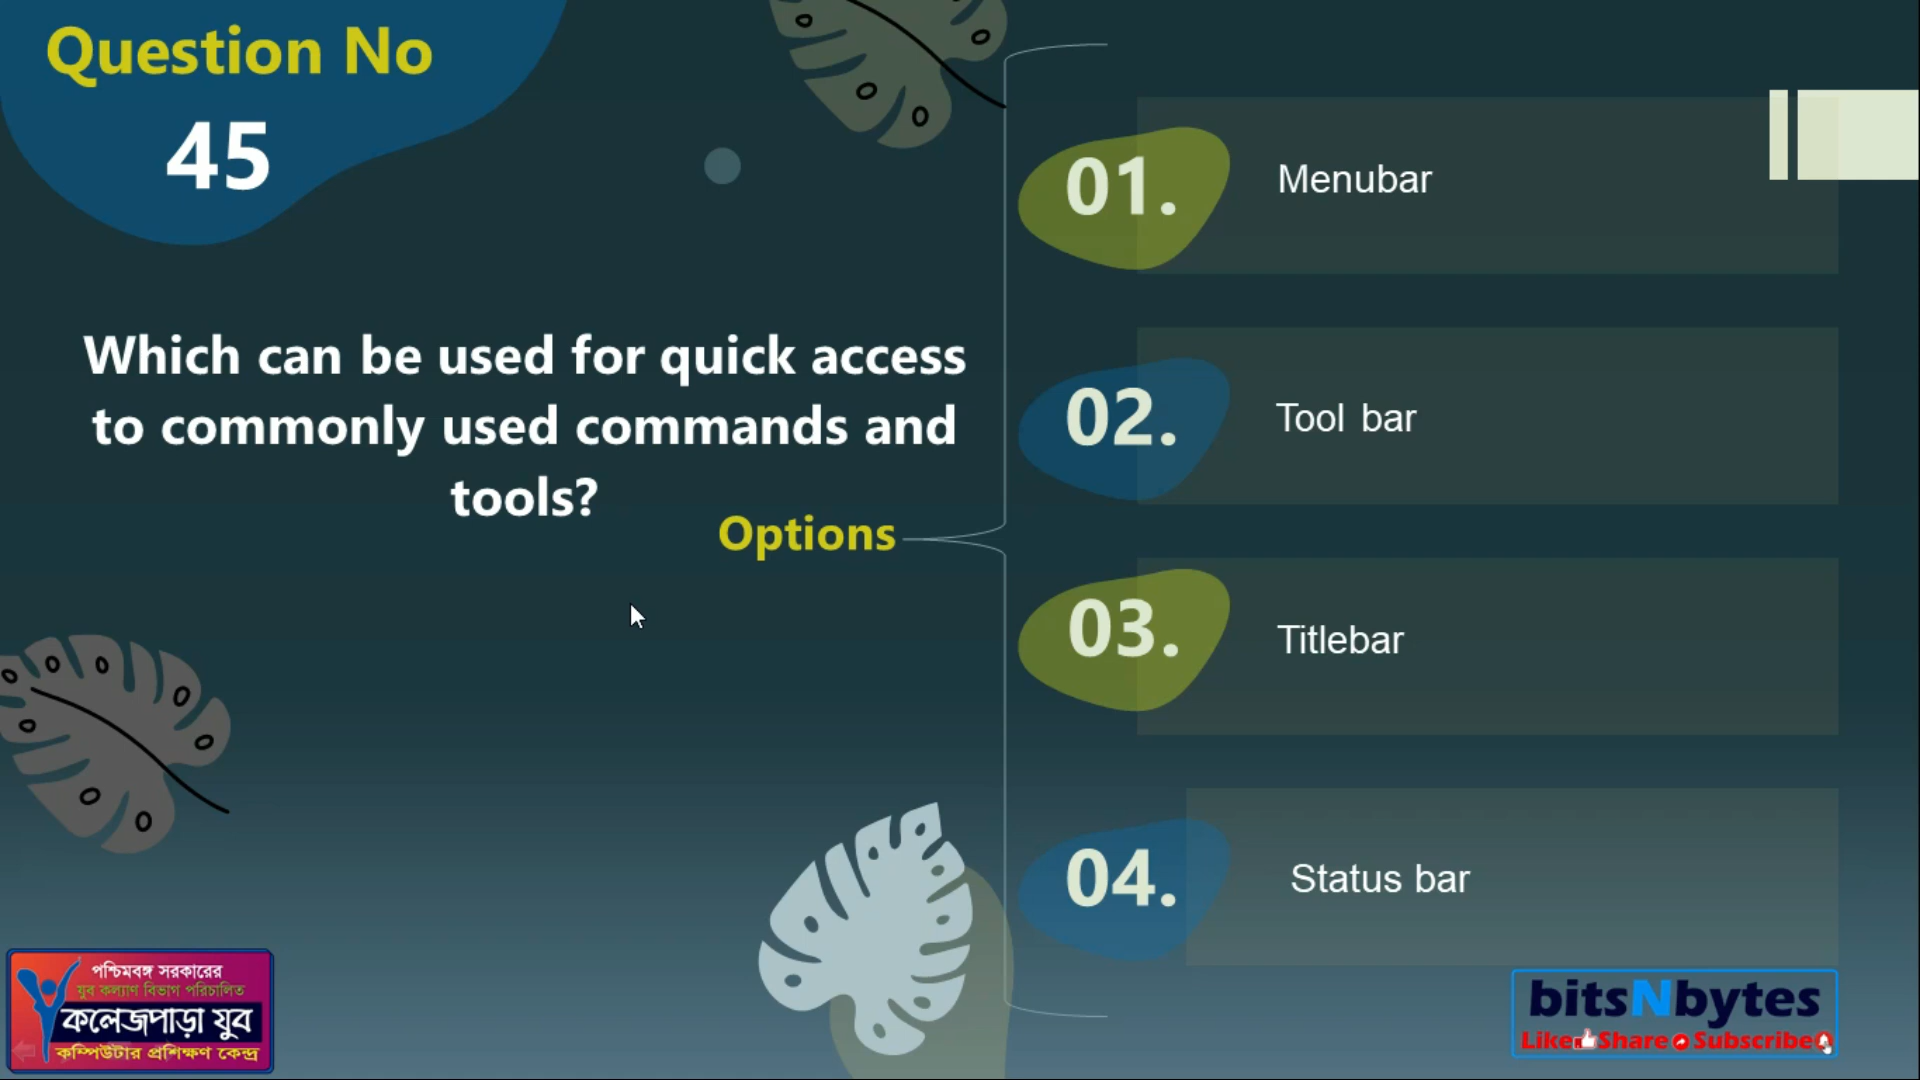 Question No
45
Which can be used for quick access
to commonly used commands and
tools?
Options
01.
Menubar
02.
Tool bar
03.
Titlebar
04.
Status bar
পশ্চিমবঙ্গ সরকারের
যুব কল্যাণ বিভাগ পরিচালিত
কলেজপাড়া যুব
কম্পিউটার প্রশিক্ষণ কেন্দ্র
bitsNbytes
Like Share Subscribe